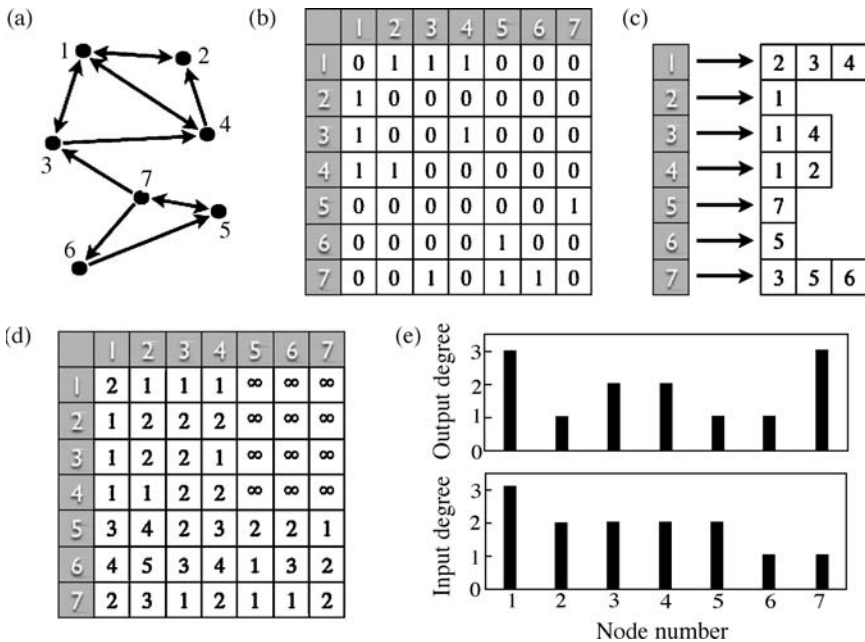 (a)
1
2
3
4
7
5
6
(b)
1 2 3 4 5 6 7
1 0 1 1 1 0 0 0
2 1 0 0 0 0 0 0
3 1 0 0 1 0 0 0
4 1 1 0 0 0 0 0
5 0 0 0 0 0 0 1
6 0 0 0 0 1 0 0
7 0 0 1 0 1 1 0
(c)
1 2 3 4
2 1
3 1 4
4 1 2
5 7
6 5
7 3 5 6
(d)
1 2 3 4 5 6 7
1 2 1 1 1 ∞ ∞ ∞
2 1 2 2 2 ∞ ∞ ∞
3 1 2 2 1 ∞ ∞ ∞
4 1 1 2 2 ∞ ∞ ∞
5 3 4 2 3 2 2 1
6 4 5 3 4 1 3 2
7 2 3 1 2 1 1 2
(e)
Output degree
3
2
1
0
Input degree
3
2
1
0
1 2 3 4 5 6 7
Node number